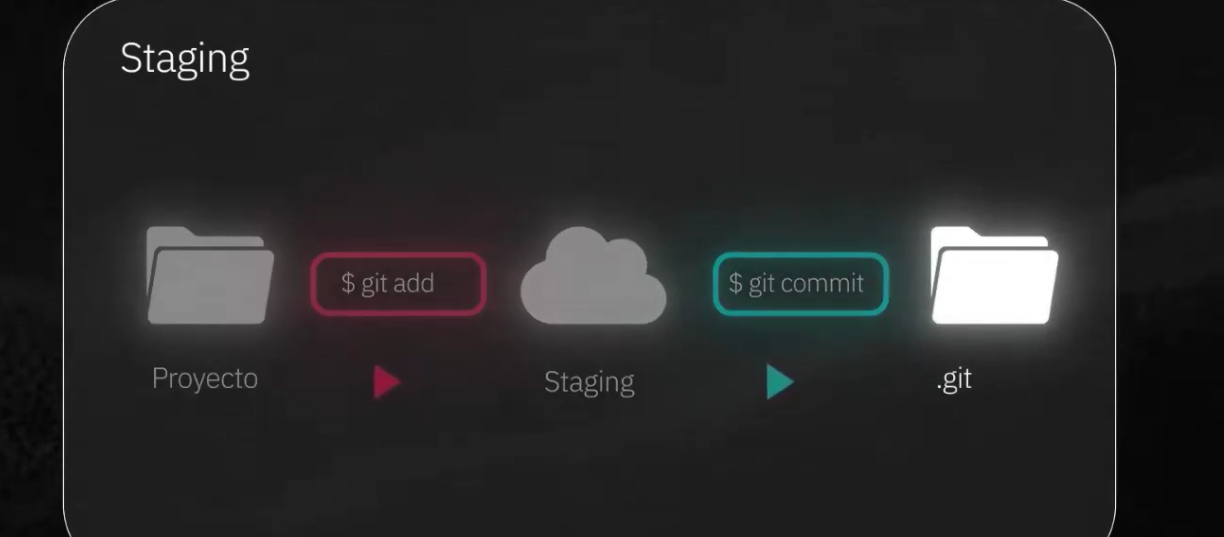 Staging
$ git add
$ git commit
Proyecto
Staging
.git